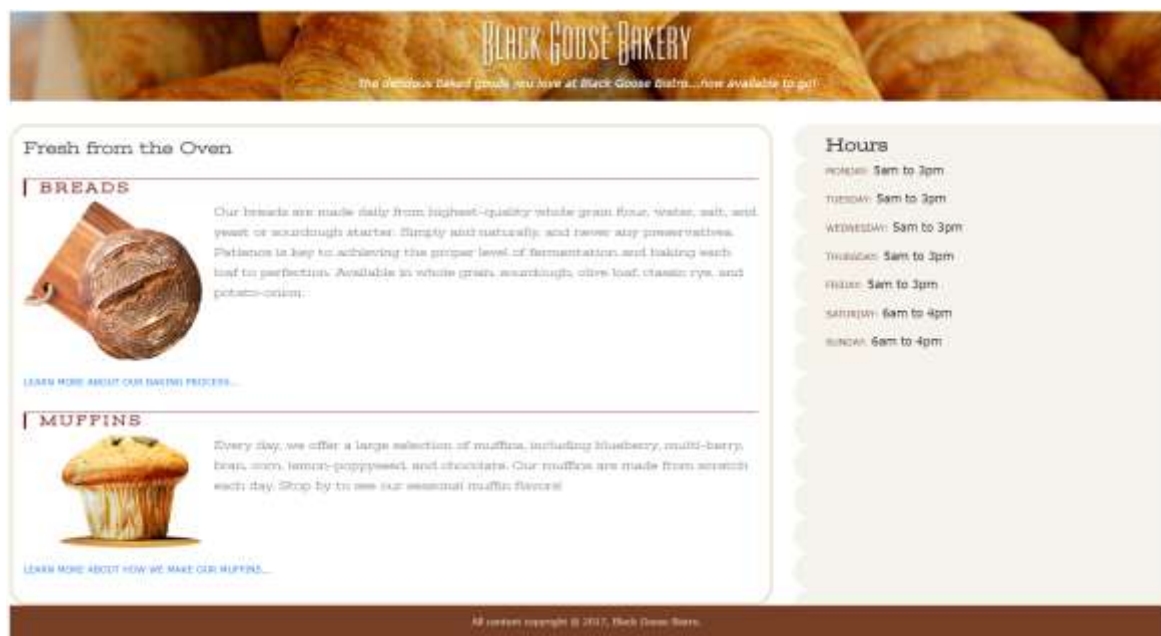 BLACK GOOSE BAKERY
The delicious baked goods you love at Black Goose Bistro...now available to go!
Fresh from the Oven
BREADS
Our breads are made daily from highest-quality whole grain flour, water, salt, and
yeast or sourdough starter. Simply and naturally, and never any preservatives.
Patience is key to achieving the proper level of fermentation and baking each
loaf to perfection. Available in whole grain, sourdough, olive loaf, classic rye, and
potato-onion.
LEARN MORE ABOUT OUR BAKING PROCESS...
MUFFINS
Every day, we offer a large selection of muffins, including blueberry, multi-berry,
bran, corn, lemon-poppyseed, and chocolate. Our muffins are made from scratch
each day. Stop by to see our seasonal muffin flavors!
LEARN MORE ABOUT HOW WE MAKE OUR MUFFINS...
Hours
MONDAY: 5am to 3pm
TUESDAY: 5am to 3pm
WEDNESDAY: 5am to 3pm
THURSDAY: 5am to 3pm
FRIDAY: 5am to 3pm
SATURDAY: 6am to 4pm
SUNDAY: 6am to 4pm
All content copyright © 2017, Black Goose Bistro.